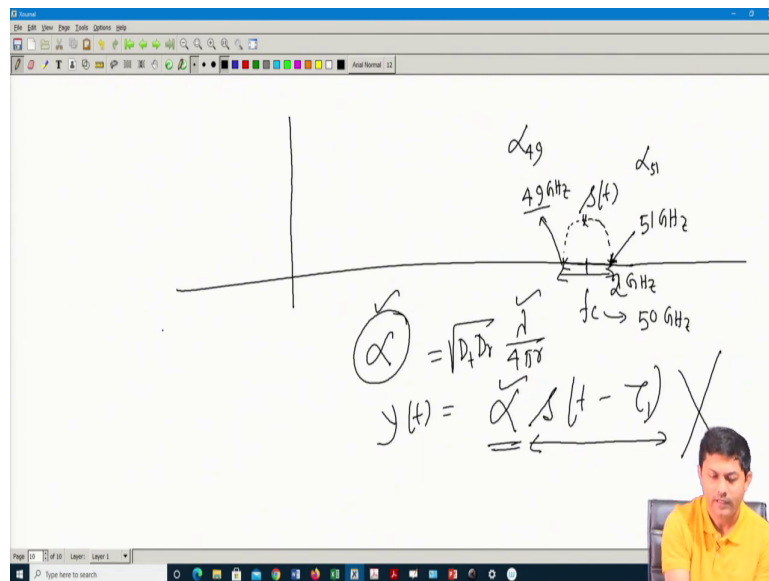 Xournal
File Edit View Page Tools Options Help
Arial Normal 12
α₄₉
α₅₁
49 GHz
s(t)
51 GHz
2 GHz
fc → 50 GHz
α = √DₜDᵣ λ/4πr
y(t) = α s(t - τ₁)
Page 10 of 10 Layer: Layer 1
Type here to search